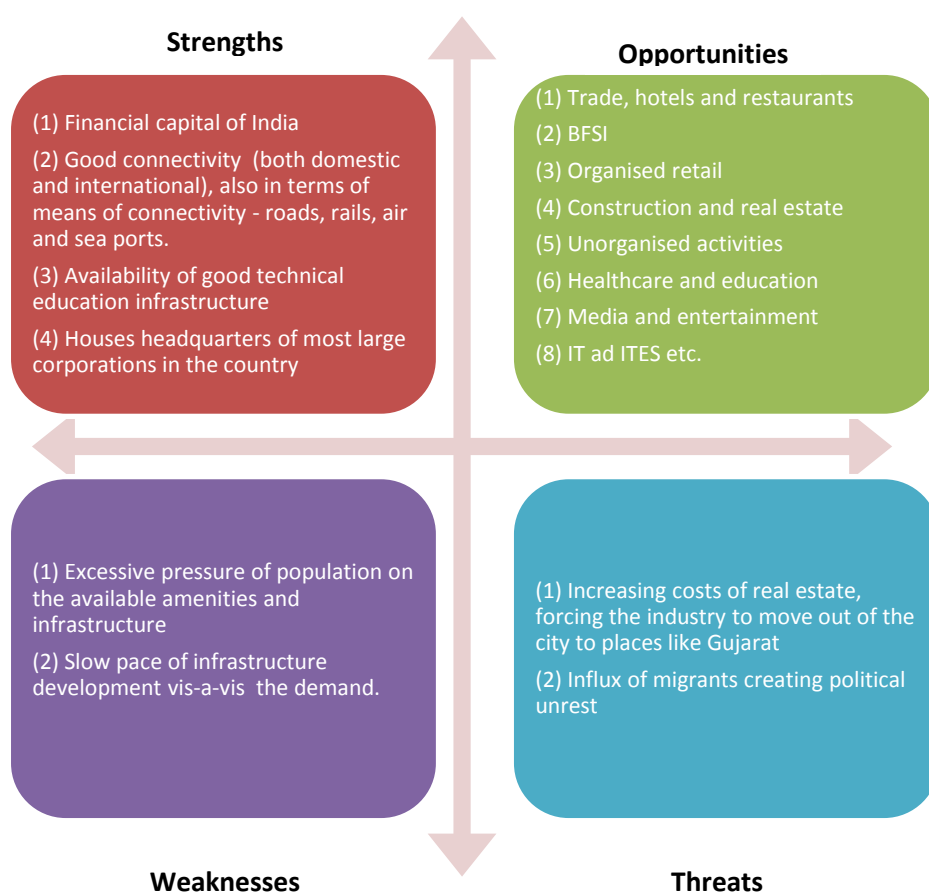 Strengths
(1) Financial capital of India
(2) Good connectivity (both domestic
and international), also in terms of
means of connectivity - roads, rails, air
and sea ports.
(3) Availability of good technical
education infrastructure
(4) Houses headquarters of most large
corporations in the country
Opportunities
(1) Trade, hotels and restaurants
(2) BFSI
(3) Organised retail
(4) Construction and real estate
(5) Unorganised activities
(6) Healthcare and education
(7) Media and entertainment
(8) IT ad ITES etc.
(1) Excessive pressure of population on
the available amenities and
infrastructure
(2) Slow pace of infrastructure
development vis-a-vis the demand.
Weaknesses
(1) Increasing costs of real estate,
forcing the industry to move out of the
city to places like Gujarat
(2) Influx of migrants creating political
unrest
Threats